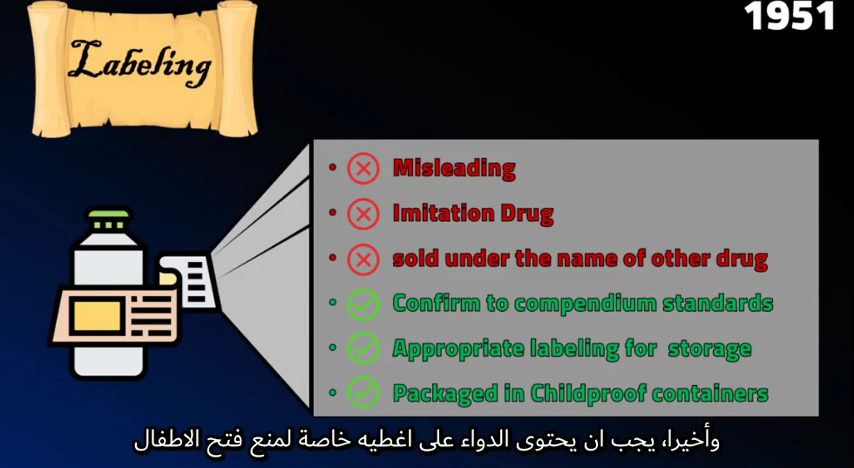 1951
Labeling
• Misleading
• Imitation Drug
• sold under the name of other drug
• Confirm to compendium standards
• Appropriate labeling for storage
• Packaged in Childproof containers
وأخيرا، يجب ان يحتوى الدواء على اغطيه خاصة لمنع فتح الاطفال